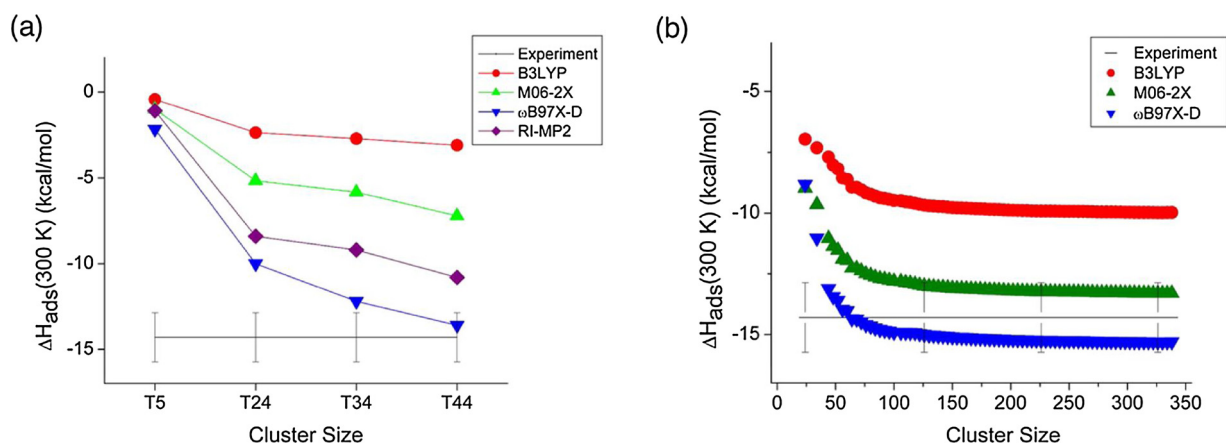 (a)
Experiment
B3LYP
M06-2X
ωB97X-D
RI-MP2
0
-5
-10
-15
ΔHads(300 K) (kcal/mol)
T5 T24 T34 T44
Cluster Size
(b)
Experiment
B3LYP
M06-2X
ωB97X-D
-5
-10
-15
ΔHads(300 K) (kcal/mol)
0 50 100 150 200 250 300 350
Cluster Size